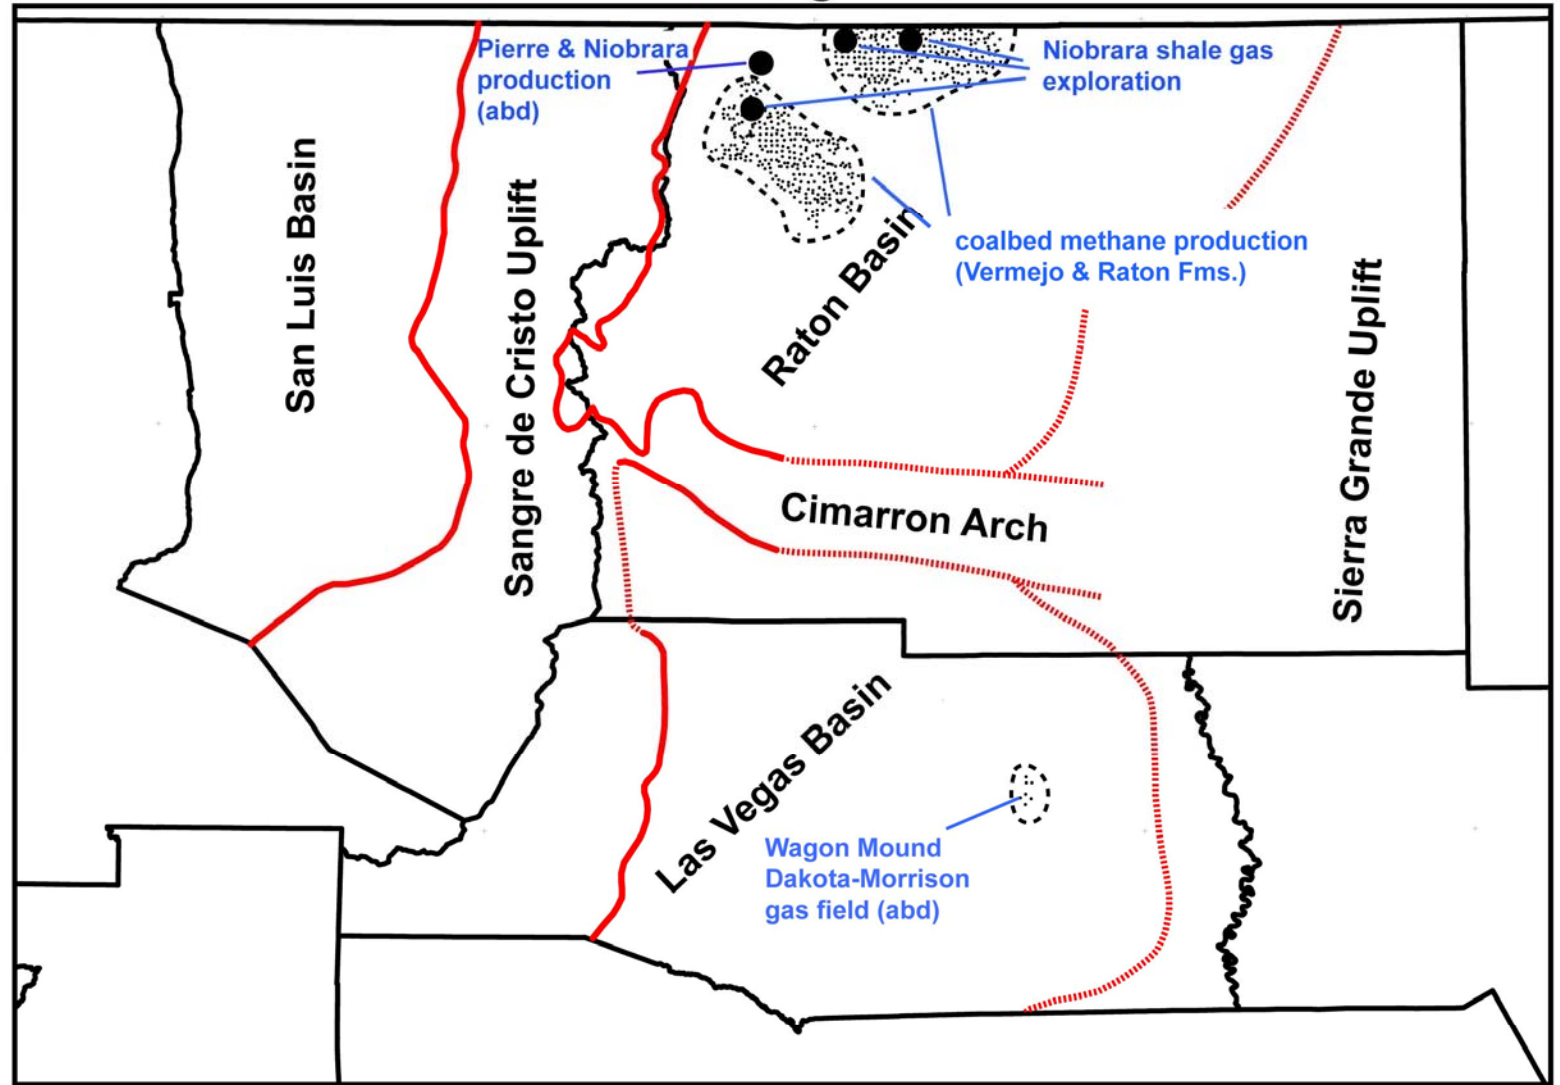 Pierre & Niobrara
production
(abd)
Niobrara shale gas
exploration
San Luis Basin
Sangre de Cristo Uplift
Raton Basin
coalbed methane production
(Vermejo & Raton Fms.)
Sierra Grande Uplift
Cimarron Arch
Las Vegas Basin
Wagon Mound
Dakota-Morrison
gas field (abd)